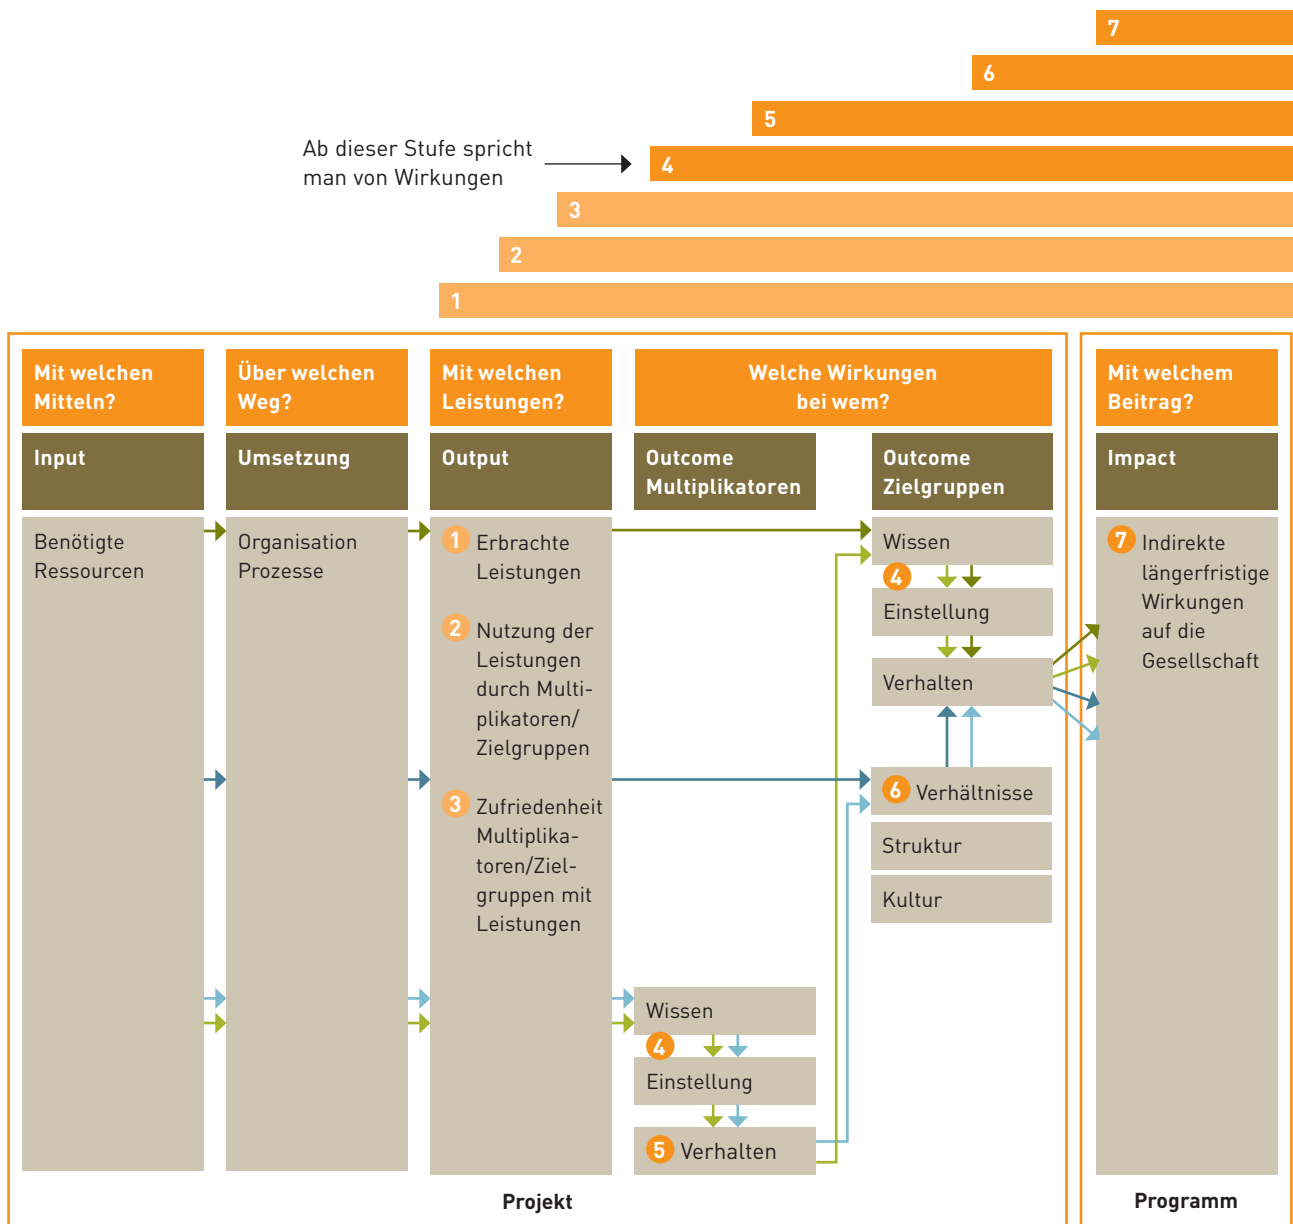 7
6
5
Ab dieser Stufe spricht
man von Wirkungen
4
3
2
1
Mit welchen
Mitteln?
Über welchen
Weg?
Mit welchen
Leistungen?
Welche Wirkungen
bei wem?
Mit welchem
Beitrag?
Input
Umsetzung
Output
Outcome
Multiplikatoren
Outcome
Zielgruppen
Impact
Benötigte
Ressourcen
Organisation
Prozesse
1 Erbrachte
Leistungen
2 Nutzung der
Leistungen
durch Multi-
plikatoren/
Zielgruppen
3 Zufriedenheit
Multiplika-
toren/Ziel-
gruppen mit
Leistungen
Wissen
4
Einstellung
5 Verhalten
Wissen
4
Einstellung
Verhalten
6 Verhältnisse
Struktur
Kultur
7 Indirekte
längerfristige
Wirkungen
auf die
Gesellschaft
Projekt
Programm